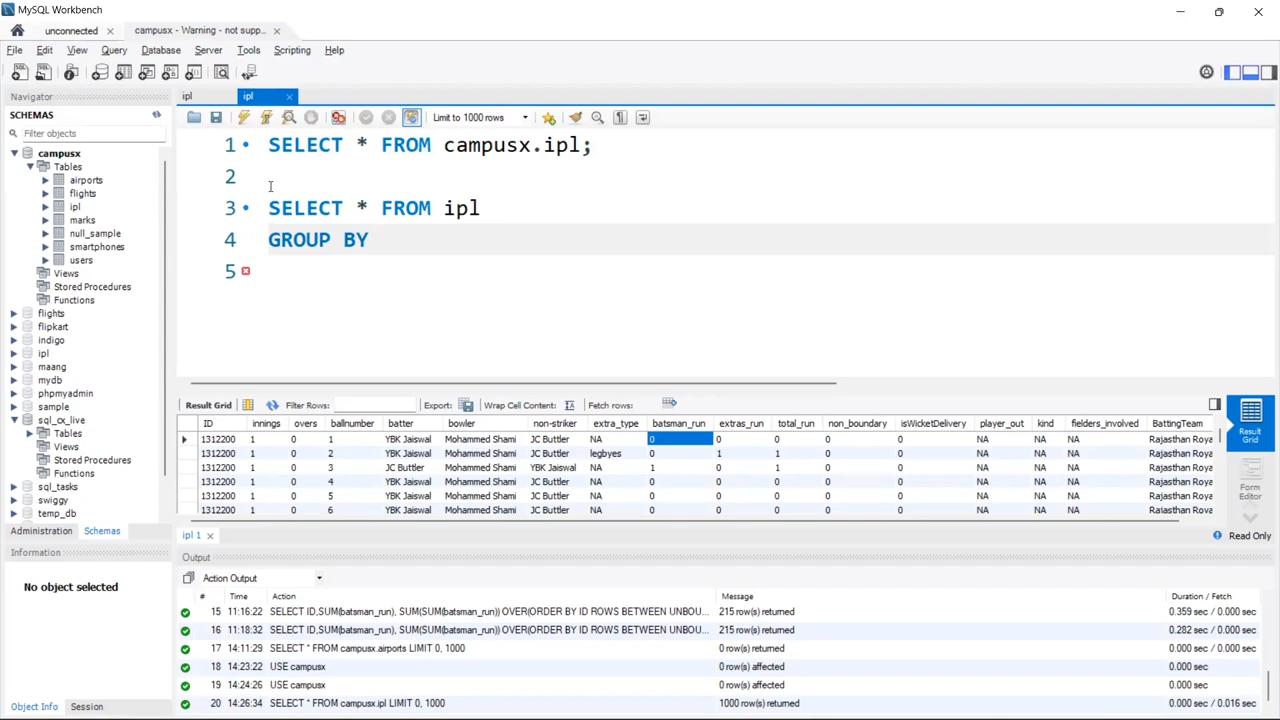 MySQL Workbench
unconnected
campusx - Warning - not supp...
File Edit View Query Database Server Tools Scripting Help
Navigator
SCHEMAS
Filter objects
campusx
Tables
airports
flights
ipl
marks
null_sample
smartphones
users
Views
Stored Procedures
Functions
flights
flipkart
indigo
ipl
maang
mydb
phpmyadmin
sample
sql_cx_live
Tables
Views
Stored Procedures
Functions
sql_tasks
swiggy
temp_db
Administration Schemas
Information
No object selected
Object Info Session
ipl ipl
Limit to 1000 rows
1 SELECT * FROM campusx.ipl;
2
3 SELECT * FROM ipl
4 GROUP BY
5
Result Grid Filter Rows: Export: Wrap Cell Content: Fetch rows:
ID innings overs ballnumber batter bowler non-striker extra_type batsman_run extras_run total_run non_boundary isWicketDelivery player_out kind fielders_involved BattingTeam
1312200 1 0 1 YBK Jaiswal Mohammed Shami JC Buttler NA 0 0 0 0 0 NA NA NA Rajasthan Roya
1312200 1 0 2 YBK Jaiswal Mohammed Shami JC Buttler legbyes 0 1 1 0 0 NA NA NA Rajasthan Roya
1312200 1 0 3 JC Buttler Mohammed Shami YBK Jaiswal NA 1 0 1 0 0 NA NA NA Rajasthan Roya
1312200 1 0 4 YBK Jaiswal Mohammed Shami JC Buttler NA 0 0 0 0 0 NA NA NA Rajasthan Roya
1312200 1 0 5 YBK Jaiswal Mohammed Shami JC Buttler NA 0 0 0 0 0 NA NA NA Rajasthan Roya
1312200 1 0 6 YBK Jaiswal Mohammed Shami JC Buttler NA 0 0 0 0 0 NA NA NA Rajasthan Roya
Result Grid
Form Editor
ipl 1
Read Only
Output
Action Output
# Time Action Message Duration / Fetch
15 11:16:22 SELECT ID,SUM(batsman_run), SUM(SUM(batsman_run)) OVER(ORDER BY ID ROWS BETWEEN UNBOU... 215 row(s) returned 0.359 sec / 0.000 sec
16 11:18:32 SELECT ID,SUM(batsman_run), SUM(SUM(batsman_run)) OVER(ORDER BY ID ROWS BETWEEN UNBOU... 215 row(s) returned 0.282 sec / 0.000 sec
17 14:11:29 SELECT * FROM campusx.airports LIMIT 0, 1000 0 row(s) returned 0.000 sec / 0.000 sec
18 14:23:22 USE campusx 0 row(s) affected 0.000 sec
19 14:24:26 USE campusx 0 row(s) affected 0.000 sec
20 14:26:34 SELECT * FROM campusx.ipl LIMIT 0, 1000 1000 row(s) returned 0.000 sec / 0.016 sec